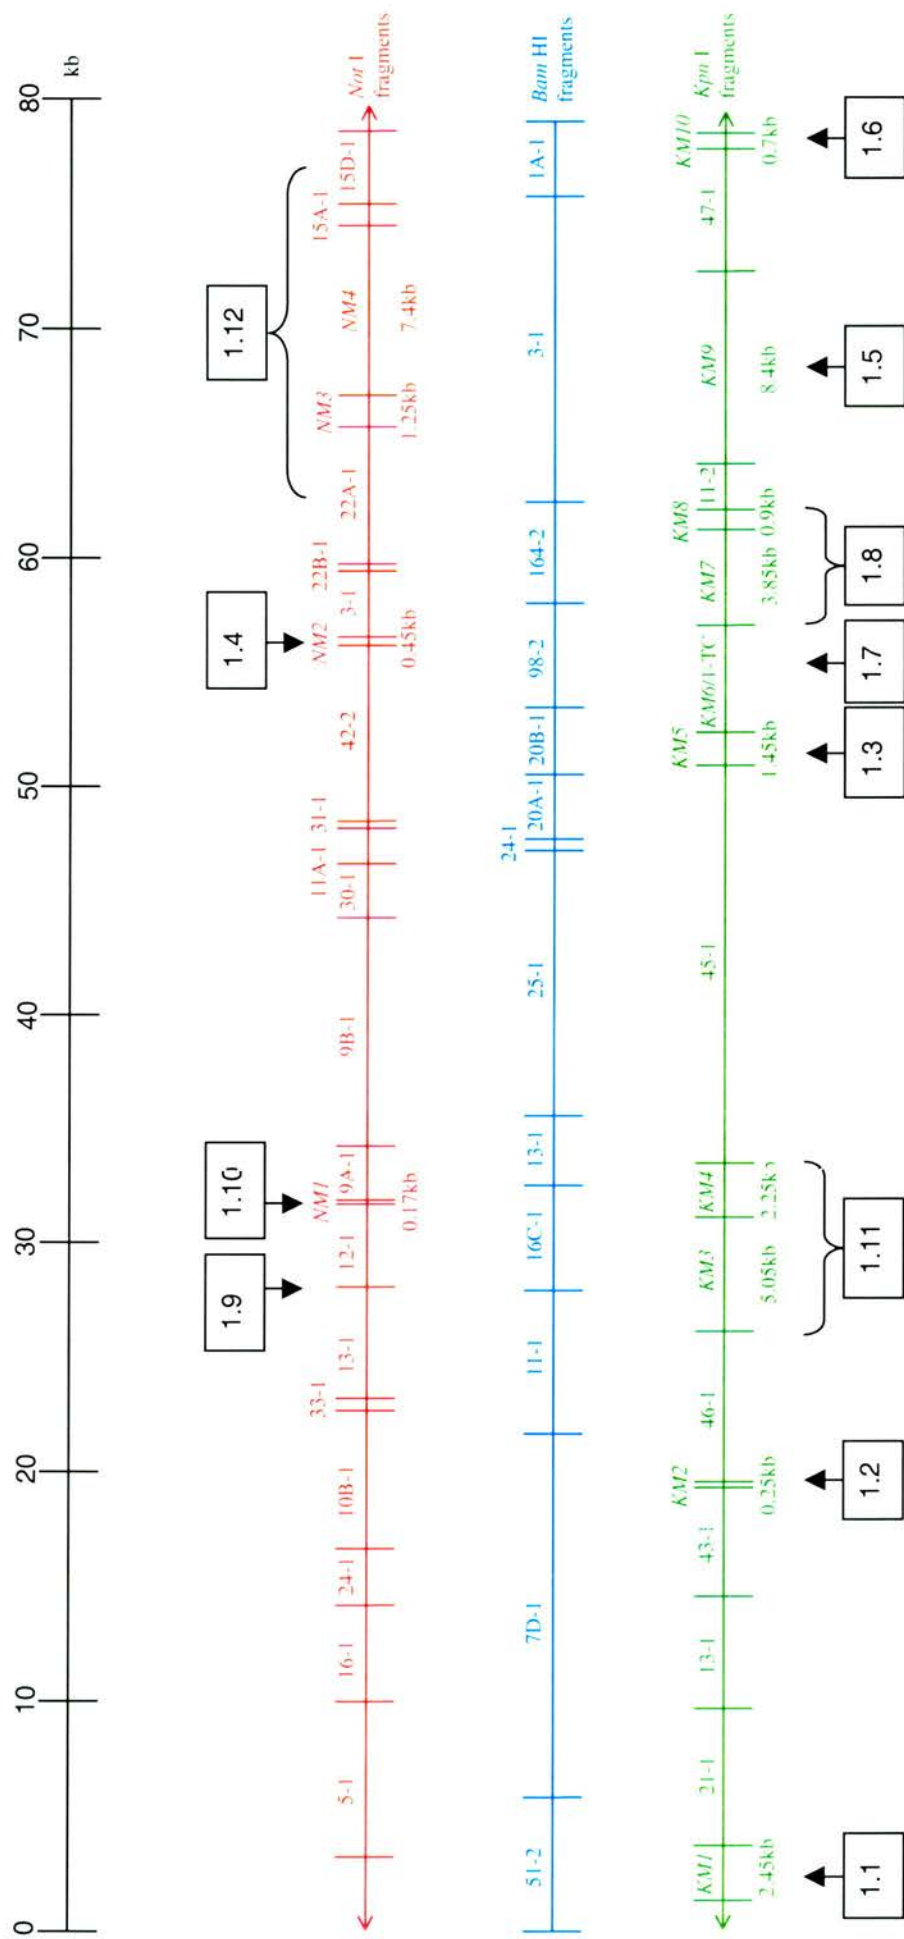 0 10 20 30 40 50 60 70 80
kb
1.9 1.10 1.4 1.12
33-1 NM1 11A-1 31-1 NM2 22B-1 NM3 15A-1
5-1 16-1 24-1 10B-1 13-1 12-1 9A-1 9B-1 30-1 42-2 3-1 22A-1 NM4 15D-1
Not I
fragments
0.17kb 0.45kb 1.25kb 7.4kb
24-1
51-2 7D-1 11-1 16C-1 13-1 25-1 20A-1 20B-1 98-2 164-2 3-1 1A-1
Bam HI
fragments
KM2 KM5 KM8 KM10
KM1 21-1 13-1 43-1 46-1 KM3 KM4 45-1 KM6/1-TC KM7 11-2 KM9 47-1
Kpn I
fragments
2.45kb 0.25kb 5.05kb 2.25kb 1.45kb 3.85kb 0.9kb 8.4kb 0.7kb
1.1 1.2 1.11 1.3 1.7 1.8 1.5 1.6